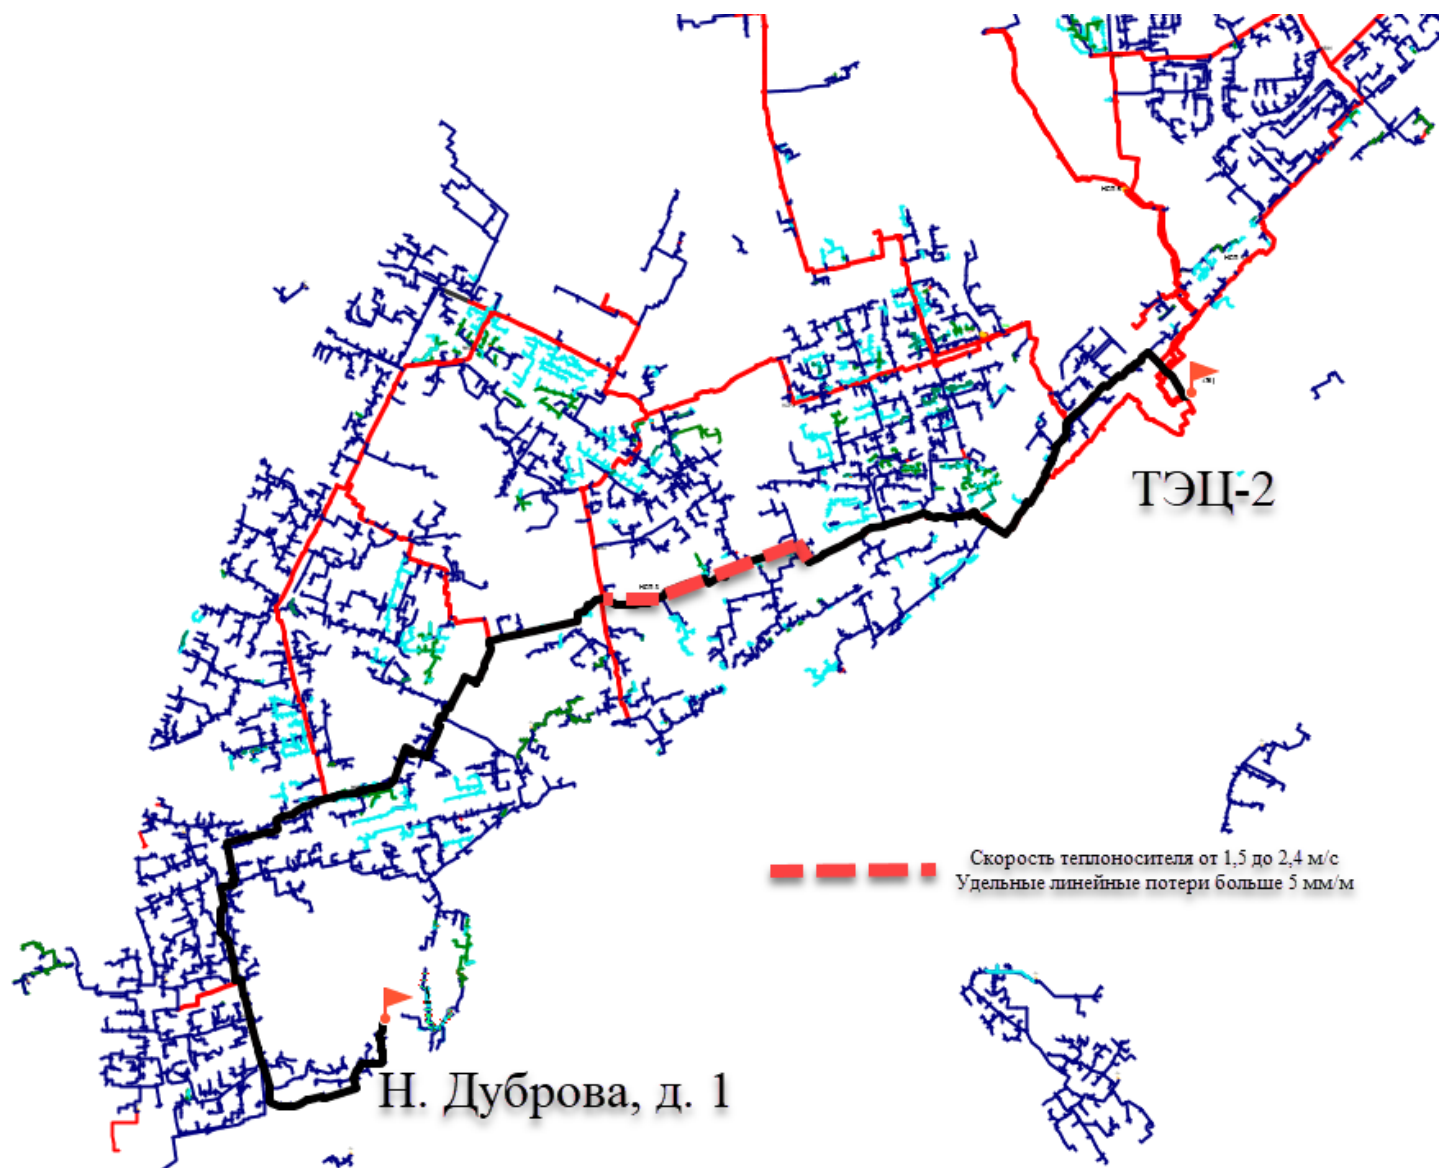 ТЭЦ-2
Скорость теплоносителя от 1,5 до 2,4 м/с
Удельные линейные потери больше 5 мм/м
Н. Дуброва, д. 1